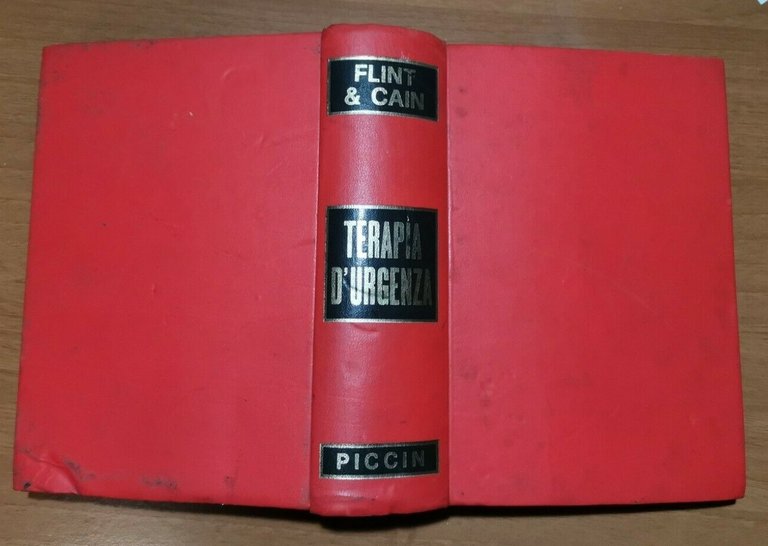 FLINT
& CAIN
TERAPIA
D'URGENZA
PICCIN